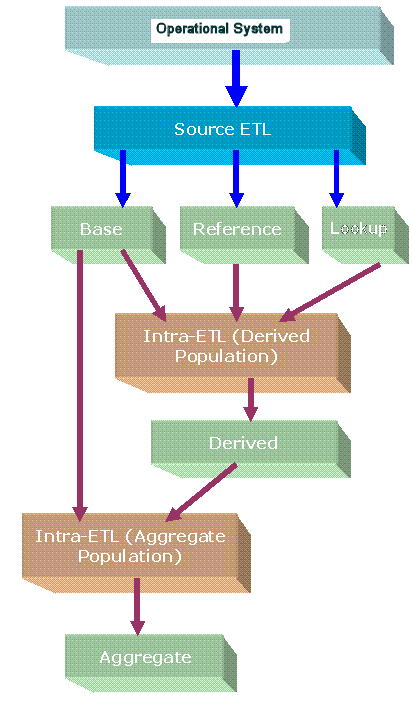 Operational System
Source ETL
Base
Reference
Lookup
Intra-ETL (Derived
Population)
Derived
Intra-ETL (Aggregate
Population)
Aggregate